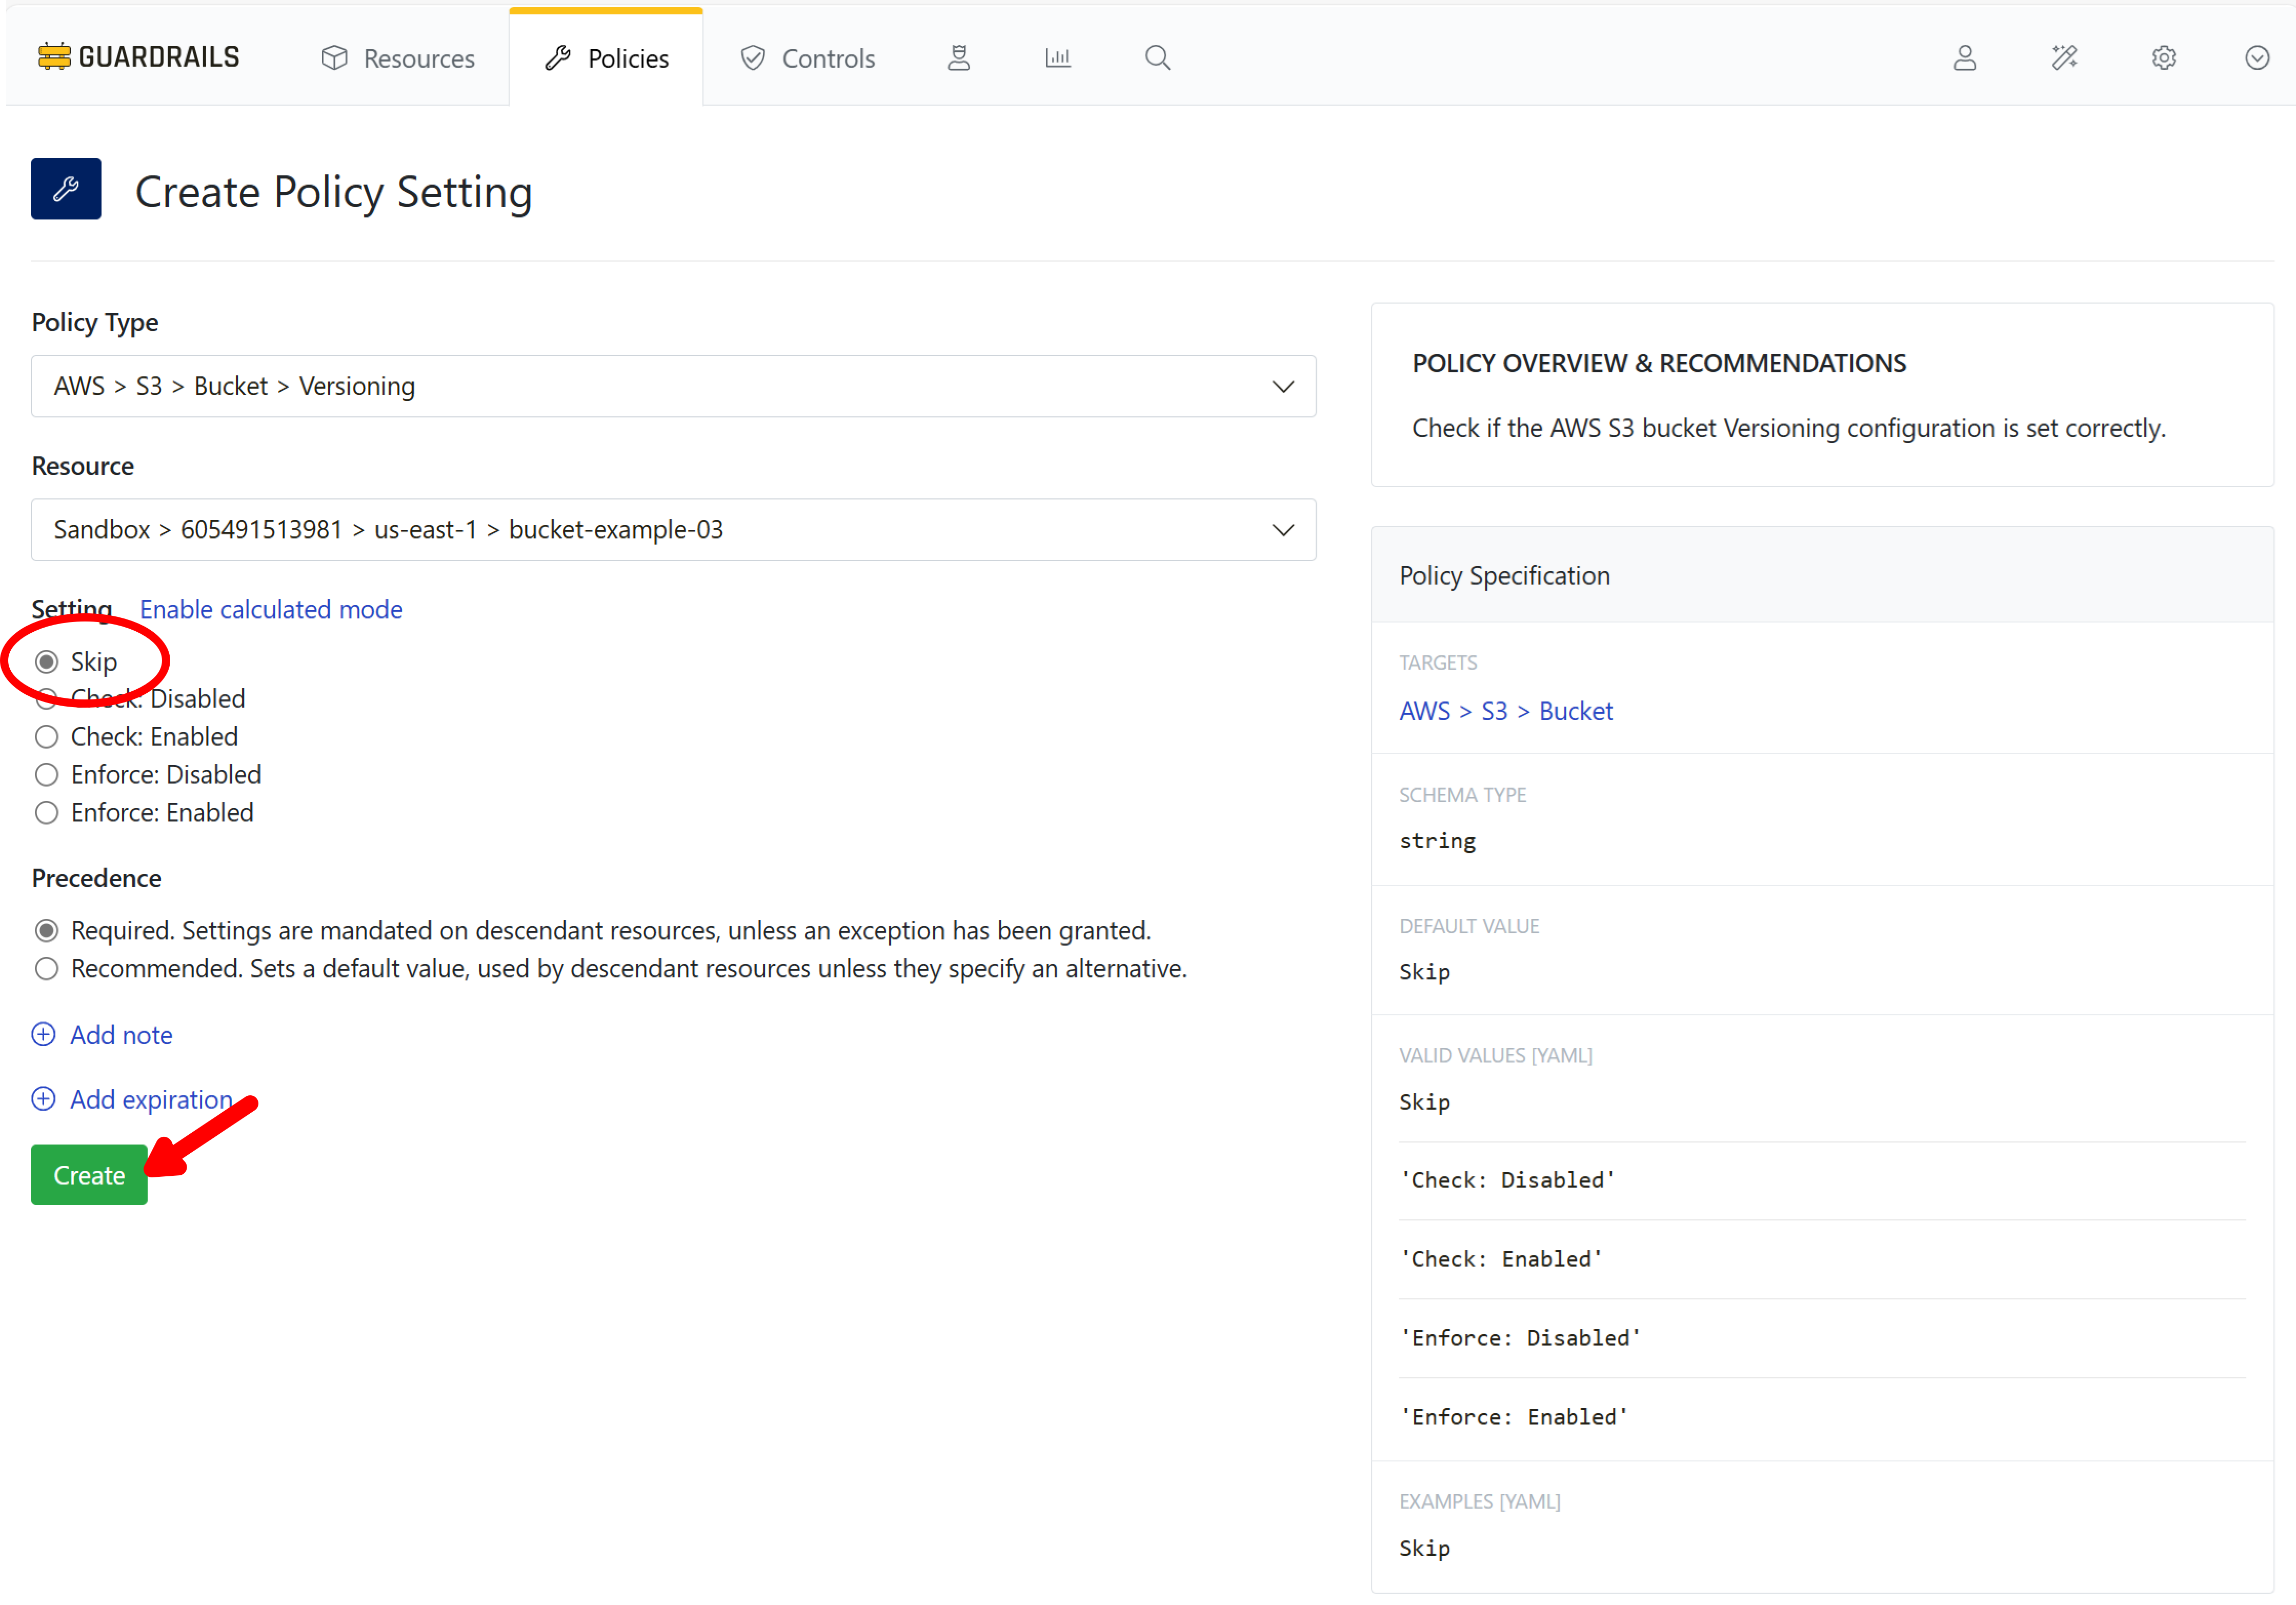 GUARDRAILS
Resources
Policies
Controls
Create Policy Setting
Policy Type
AWS > S3 > Bucket > Versioning
Resource
Sandbox > 605491513981 > us-east-1 > bucket-example-03
Setting Enable calculated mode
Skip
Check: Disabled
Check: Enabled
Enforce: Disabled
Enforce: Enabled
Precedence
Required. Settings are mandated on descendant resources, unless an exception has been granted.
Recommended. Sets a default value, used by descendant resources unless they specify an alternative.
Add note
Add expiration
Create
POLICY OVERVIEW & RECOMMENDATIONS
Check if the AWS S3 bucket Versioning configuration is set correctly.
Policy Specification
TARGETS
AWS > S3 > Bucket
SCHEMA TYPE
string
DEFAULT VALUE
Skip
VALID VALUES [YAML]
Skip
'Check: Disabled'
'Check: Enabled'
'Enforce: Disabled'
'Enforce: Enabled'
EXAMPLES [YAML]
Skip